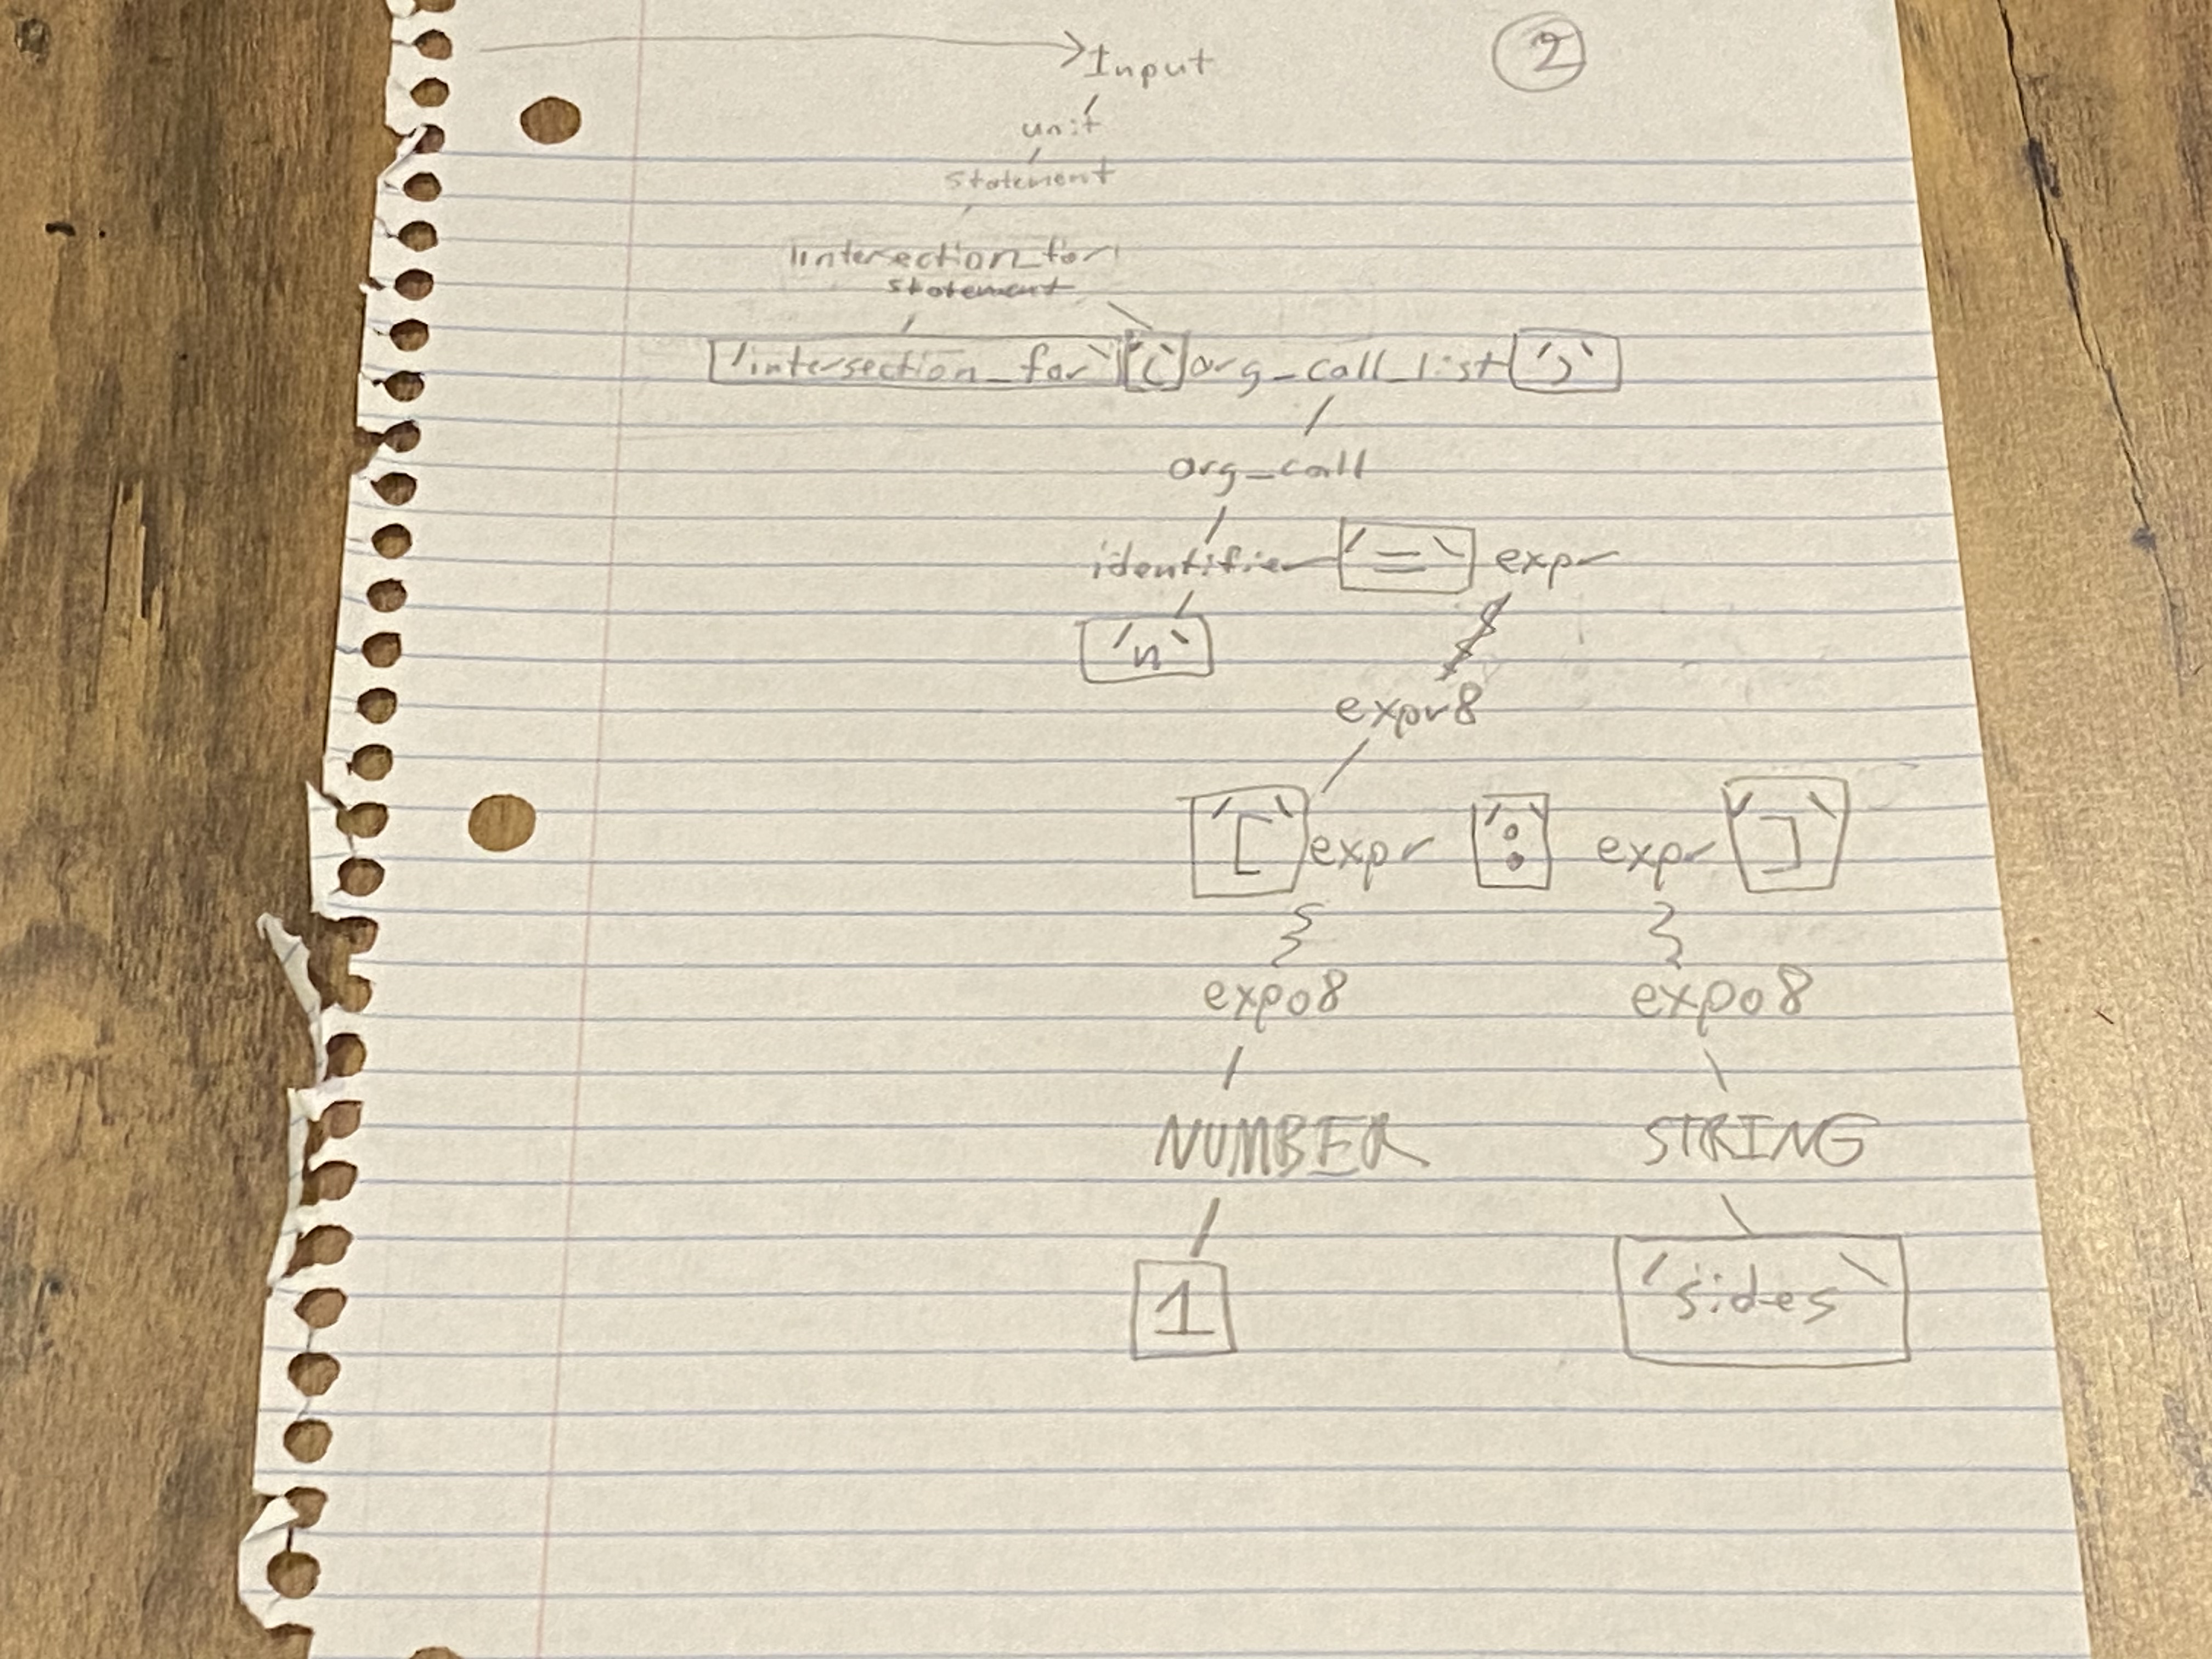 Input
②
unit
statement
intersection_for
statement
'intersection_for' '(' arg_call_list ')'
arg_call
identifier '=' expr
'n'
expr8
'[' expr ':' expr ']'
expo8 expo8
NUMBER STRING
1 'sides'